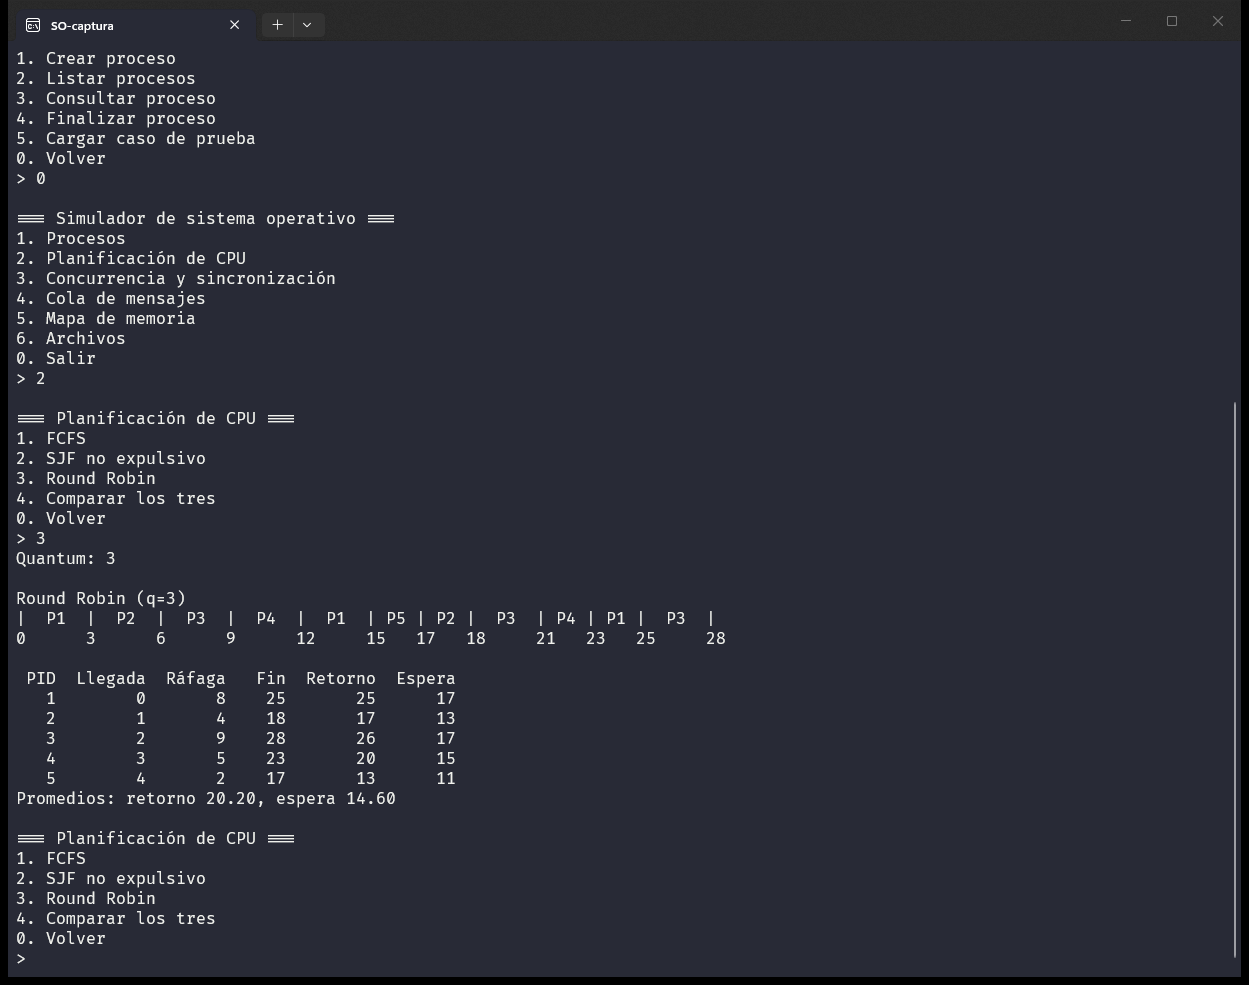 SO-captura
1. Crear proceso
2. Listar procesos
3. Consultar proceso
4. Finalizar proceso
5. Cargar caso de prueba
0. Volver
> 0
=== Simulador de sistema operativo ===
1. Procesos
2. Planificación de CPU
3. Concurrencia y sincronización
4. Cola de mensajes
5. Mapa de memoria
6. Archivos
0. Salir
> 2
=== Planificación de CPU ===
1. FCFS
2. SJF no expulsivo
3. Round Robin
4. Comparar los tres
0. Volver
> 3
Quantum: 3
Round Robin (q=3)
|  P1  |  P2  |  P3  |  P4  |  P1  | P5 | P2 |  P3  | P4 | P1 |  P3  |
0      3      6      9      12     15   17   18     21   23   25     28
PID  Llegada  Ráfaga   Fin  Retorno  Espera
1        0       8    25       25      17
2        1       4    18       17      13
3        2       9    28       26      17
4        3       5    23       20      15
5        4       2    17       13      11
Promedios: retorno 20.20, espera 14.60
=== Planificación de CPU ===
1. FCFS
2. SJF no expulsivo
3. Round Robin
4. Comparar los tres
0. Volver
>